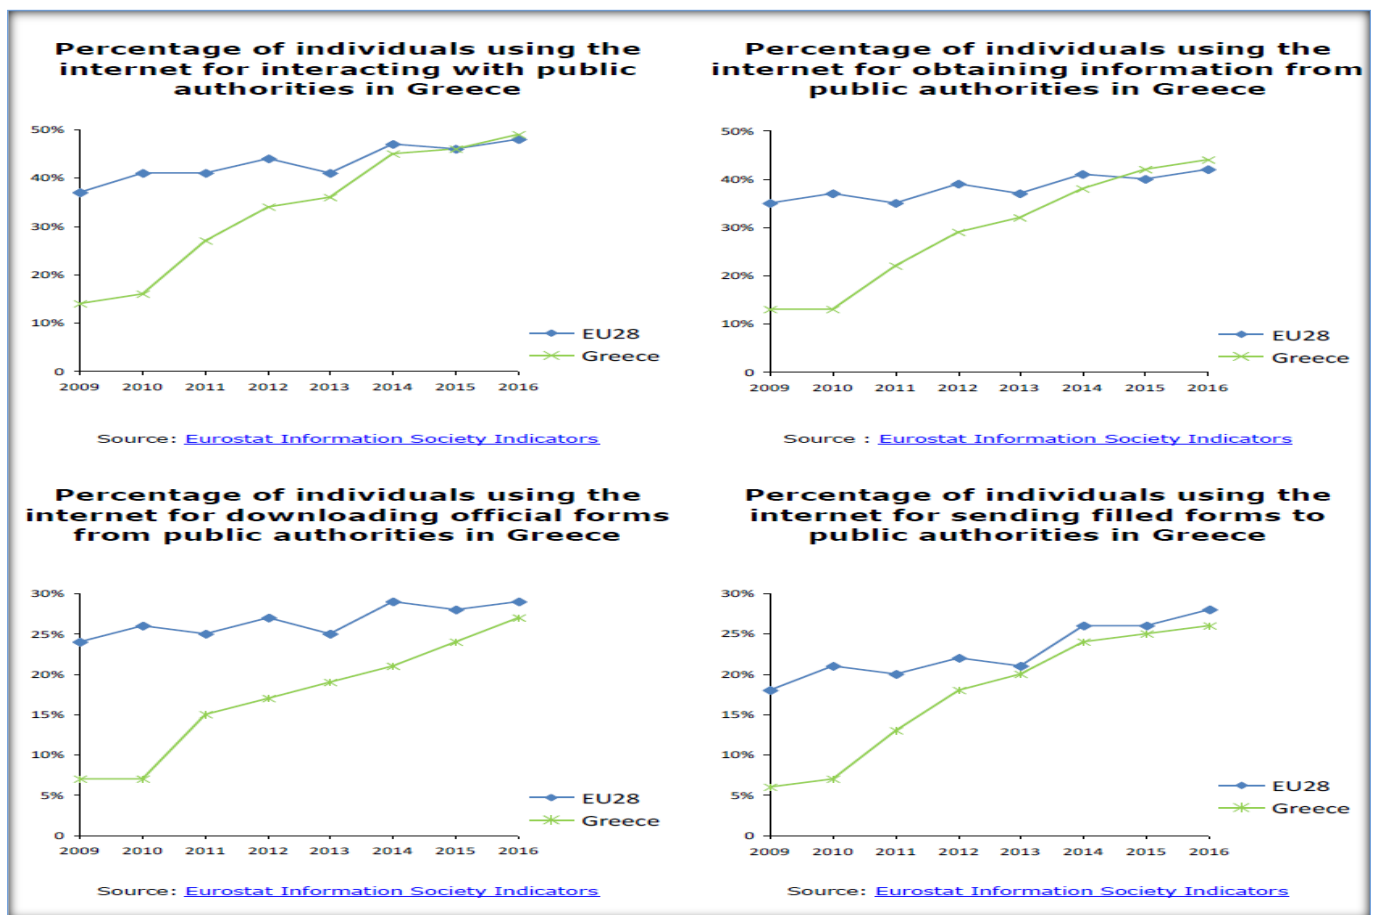 Percentage of individuals using the
internet for interacting with public
authorities in Greece
50%
40%
30%
20%
10%
0
2009 2010 2011 2012 2013 2014 2015 2016
EU28
Greece
Source: Eurostat Information Society Indicators
Percentage of individuals using the
internet for obtaining information from
public authorities in Greece
50%
40%
30%
20%
10%
0
2009 2010 2011 2012 2013 2014 2015 2016
EU28
Greece
Source : Eurostat Information Society Indicators
Percentage of individuals using the
internet for downloading official forms
from public authorities in Greece
30%
25%
20%
15%
10%
5%
0
2009 2010 2011 2012 2013 2014 2015 2016
EU28
Greece
Source: Eurostat Information Society Indicators
Percentage of individuals using the
internet for sending filled forms to
public authorities in Greece
30%
25%
20%
15%
10%
5%
0
2009 2010 2011 2012 2013 2014 2015 2016
EU28
Greece
Source: Eurostat Information Society Indicators